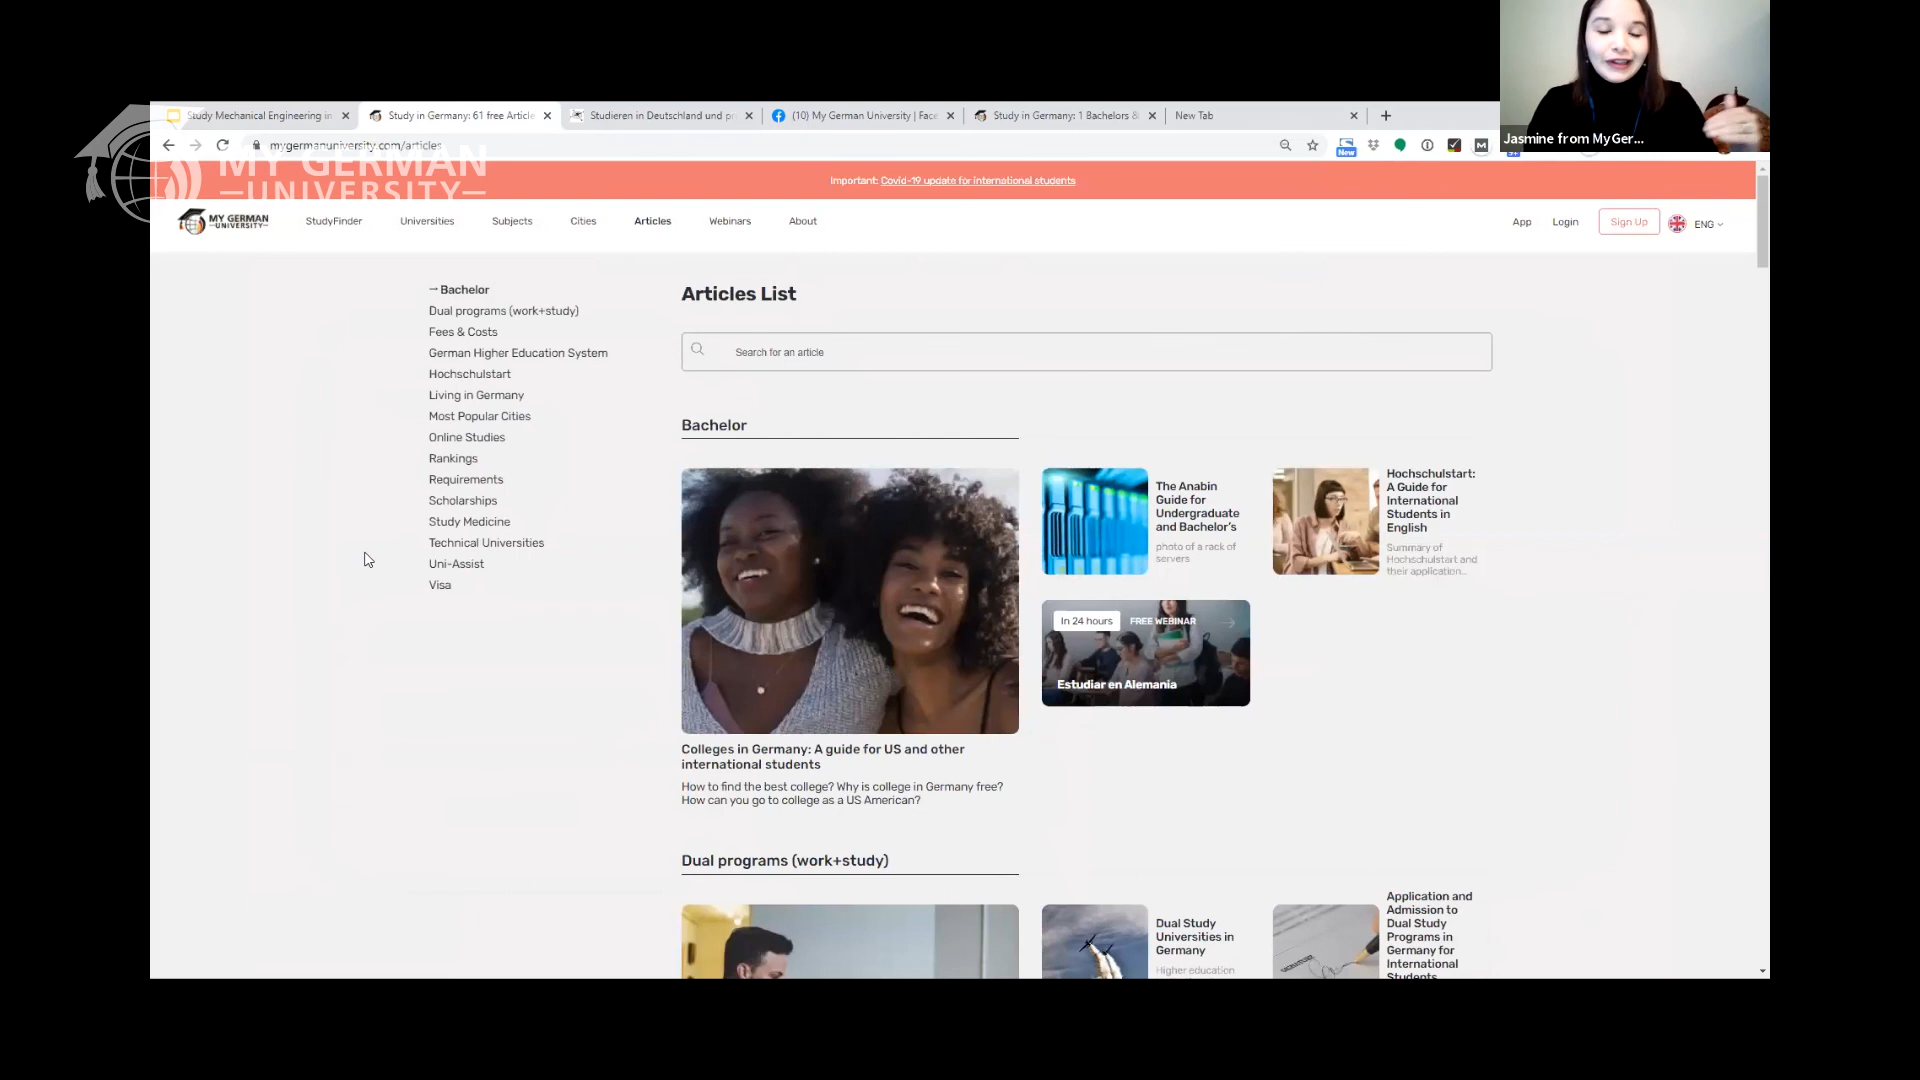 Jasmine from MyGer...
Study Mechanical Engineering in
Study in Germany: 61 free Article
Studieren in Deutschland und pr
(10) My German University | Face
Study in Germany: 1 Bachelors &
New Tab
mygermanuniversity.com/articles
New
MY GERMAN
—UNIVERSITY—
Important: Covid-19 update for international students
MY GERMAN
—UNIVERSITY—
StudyFinder
Universities
Subjects
Cities
Articles
Webinars
About
App
Login
Sign Up
ENG
→ Bachelor
Dual programs (work+study)
Fees & Costs
German Higher Education System
Hochschulstart
Living in Germany
Most Popular Cities
Online Studies
Rankings
Requirements
Scholarships
Study Medicine
Technical Universities
Uni-Assist
Visa
Articles List
Search for an article
Bachelor
Colleges in Germany: A guide for US and other
international students
How to find the best college? Why is college in Germany free?
How can you go to college as a US American?
The Anabin
Guide for
Undergraduate
and Bachelor's
photo of a rack of
servers
Hochschulstart:
A Guide for
International
Students in
English
Summary of
Hochschulstart and
their application...
In 24 hours
FREE WEBINAR
Estudiar en Alemania
Dual programs (work+study)
Dual Study
Universities in
Germany
Higher education
Application and
Admission to
Dual Study
Programs in
Germany for
International
Students